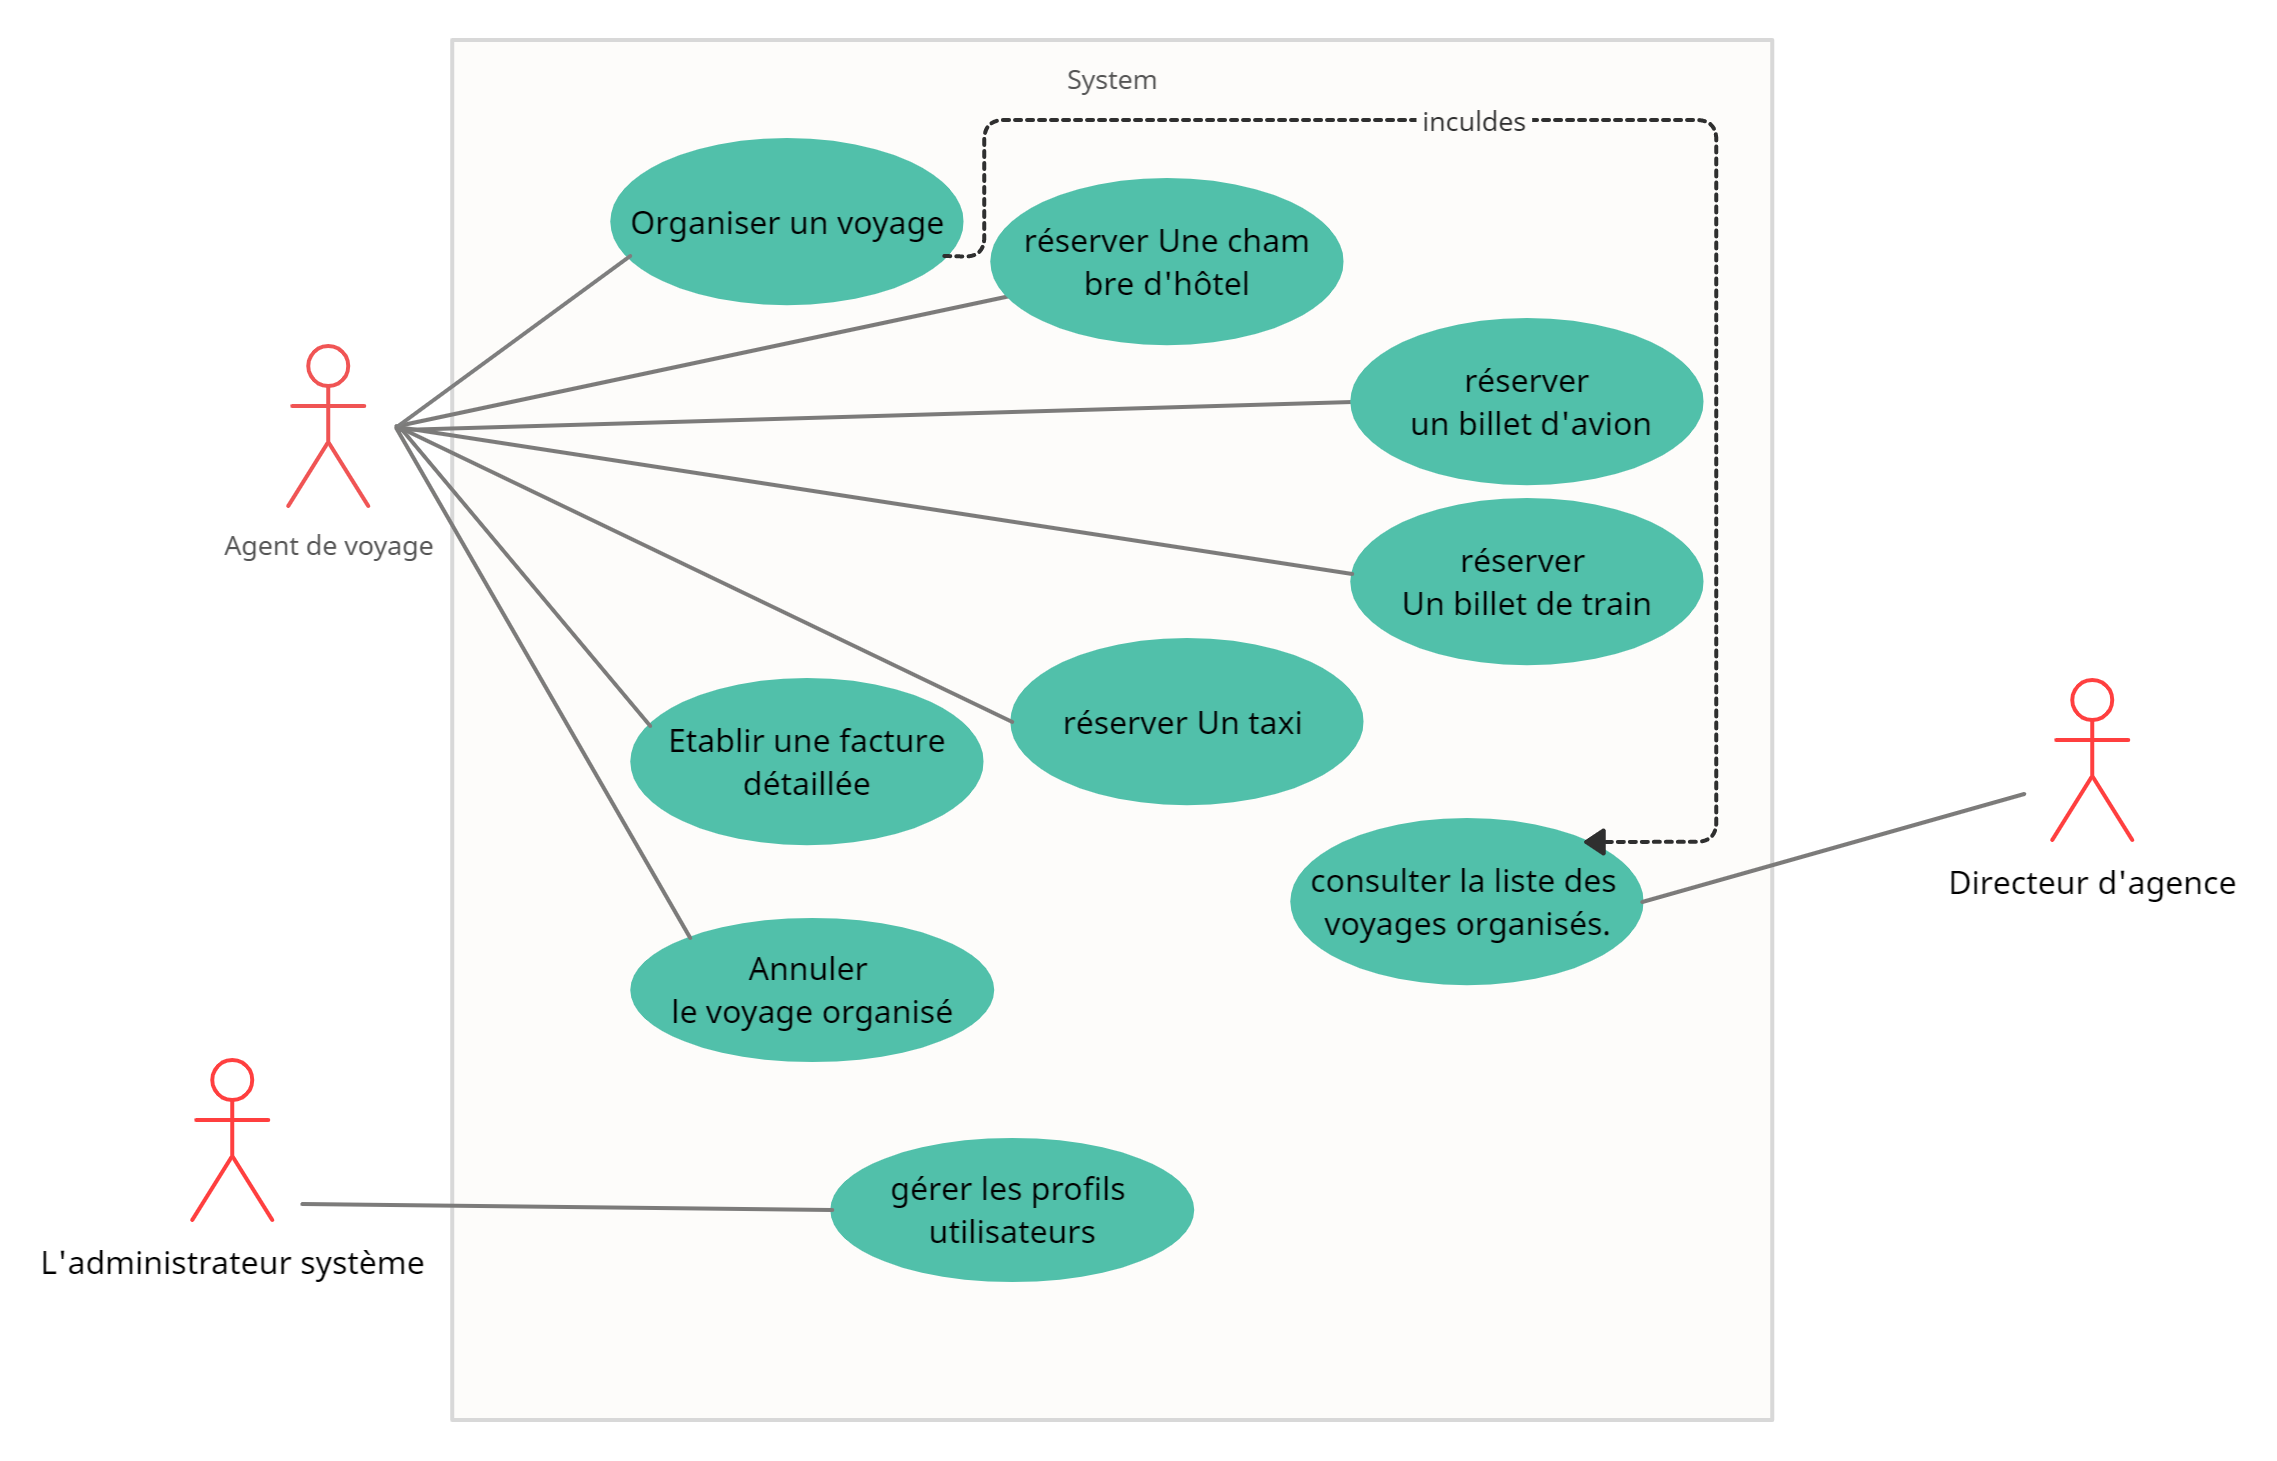 System
inculdes
Organiser un voyage
réserver Une cham
bre d'hôtel
réserver
un billet d'avion
Agent de voyage
réserver
Un billet de train
réserver Un taxi
Etablir une facture
détaillée
consulter la liste des
voyages organisés.
Directeur d'agence
Annuler
le voyage organisé
gérer les profils
utilisateurs
L'administrateur système